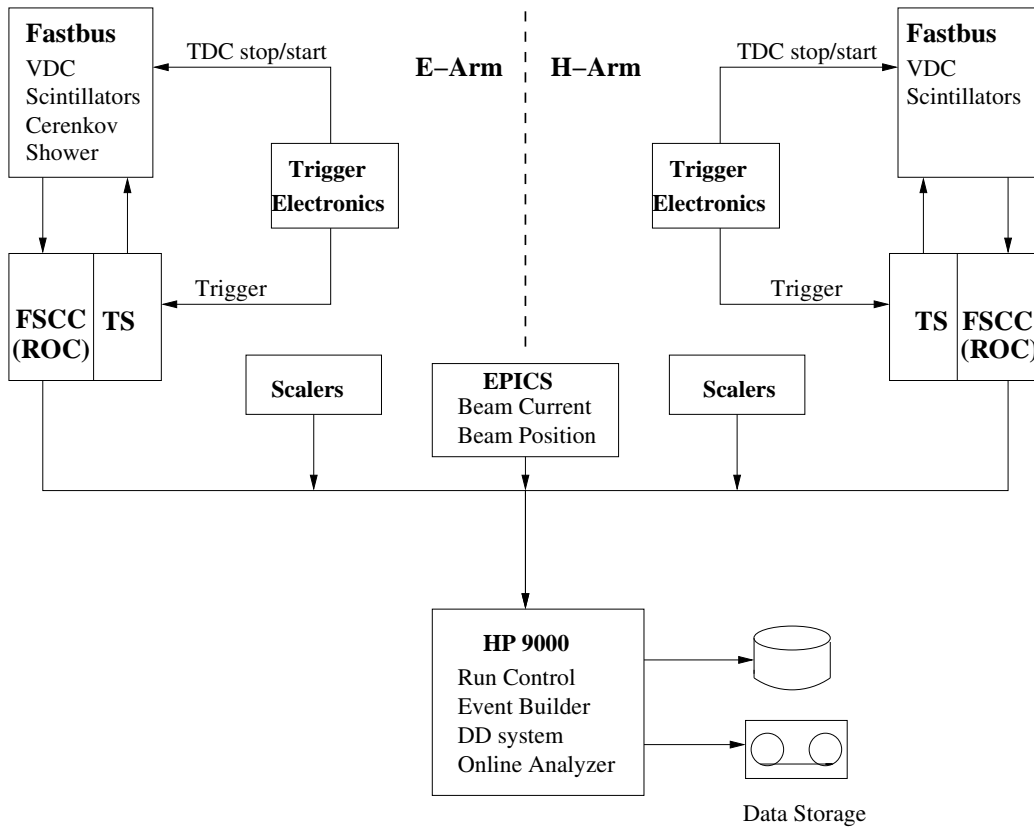 Fastbus
VDC
Scintillators
Cerenkov
Shower
TDC stop/start
E–Arm
H–Arm
TDC stop/start
Fastbus
VDC
Scintillators
Trigger
Electronics
Trigger
Electronics
Trigger
Trigger
FSCC
(ROC)
TS
TS
FSCC
(ROC)
Scalers
EPICS
Beam Current
Beam Position
Scalers
HP 9000
Run Control
Event Builder
DD system
Online Analyzer
Data Storage